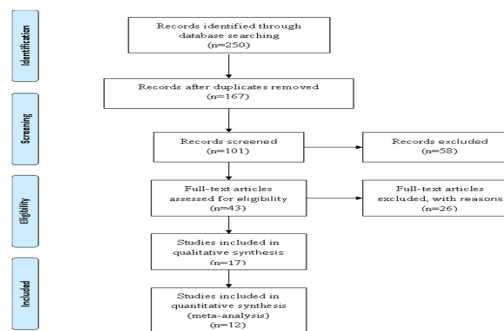 Identification
Records identified through
database searching
(n=250)
Records after duplicates removed
(n=167)
Screening
Records screened
(n=101)
Records excluded
(n=58)
Eligibility
Full-text articles
assessed for eligibility
(n=43)
Full-text articles
excluded, with reasons
(n=26)
Studies included in
qualitative synthesis
(n=17)
Included
Studies included in
quantitative synthesis
(meta-analysis)
(n=12)